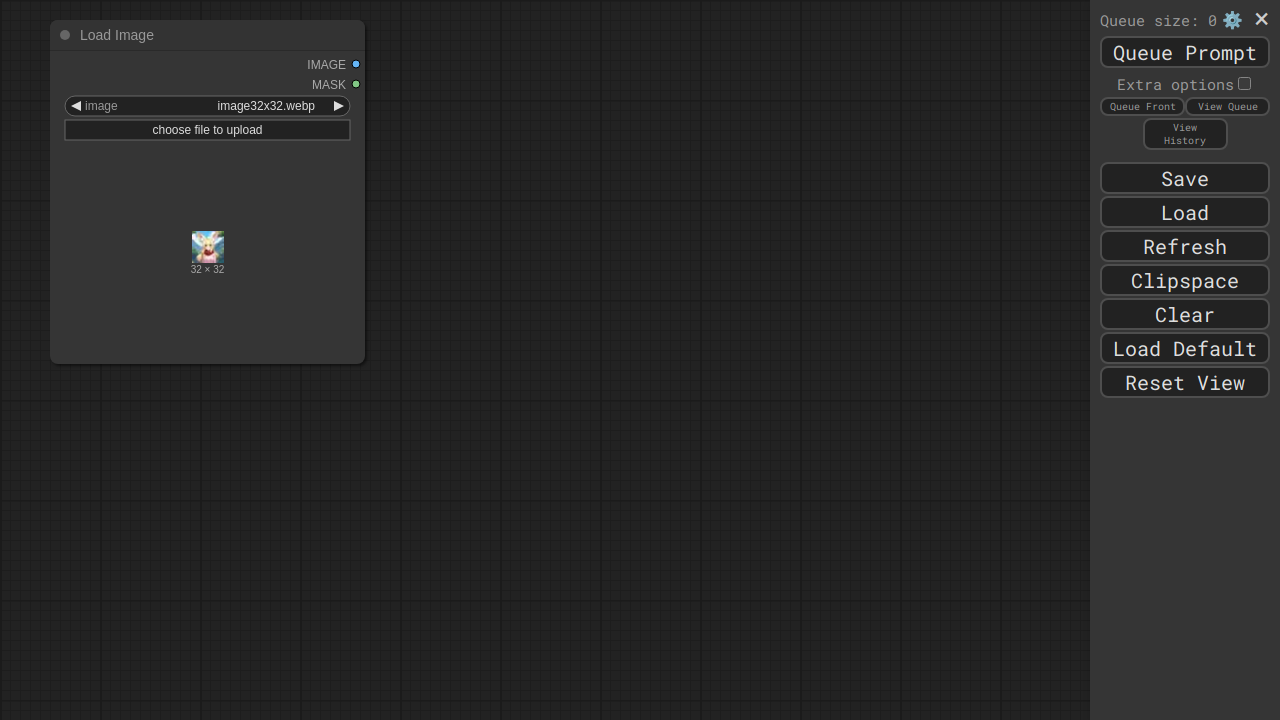 Load Image
IMAGE
MASK
image image32x32.webp
choose file to upload
32 × 32
Queue size: 0
Queue Prompt
Extra options
Queue Front View Queue
View
History
Save
Load
Refresh
Clipspace
Clear
Load Default
Reset View